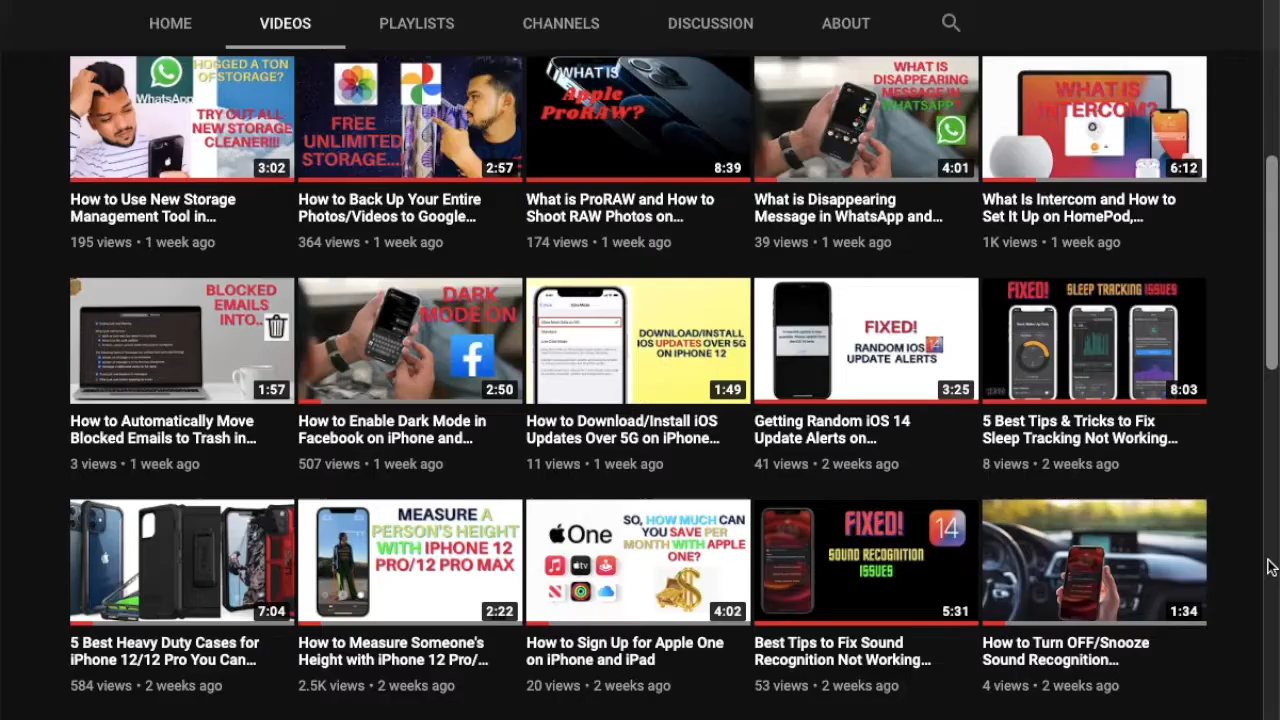 HOME VIDEOS PLAYLISTS CHANNELS DISCUSSION ABOUT
HOGGED A TON
OF STORAGE?
WhatsApp
TRY OUT ALL
NEW STORAGE
CLEANER!!!
3:02
FREE
UNLIMITED
STORAGE...
2:57
WHAT IS
Apple
ProRAW?
8:39
WHAT IS
DISAPPEARING
MESSAGE IN
WHATSAPP?
4:01
WHAT IS
INTERCOM?
6:12
How to Use New Storage
Management Tool in...
195 views • 1 week ago
How to Back Up Your Entire
Photos/Videos to Google...
364 views • 1 week ago
What is ProRAW and How to
Shoot RAW Photos on...
174 views • 1 week ago
What is Disappearing
Message in WhatsApp and...
39 views • 1 week ago
What Is Intercom and How to
Set It Up on HomePod,...
1K views • 1 week ago
BLOCKED
EMAILS
INTO..
1:57
DARK
MODE ON
2:50
DOWNLOAD/INSTALL
IOS UPDATES OVER 5G
ON IPHONE 12
1:49
FIXED!
RANDOM IOS
UPDATE ALERTS
3:25
FIXED! SLEEP TRACKING ISSUES
8:03
How to Automatically Move
Blocked Emails to Trash in...
3 views • 1 week ago
How to Enable Dark Mode in
Facebook on iPhone and...
507 views • 1 week ago
How to Download/Install iOS
Updates Over 5G on iPhone...
11 views • 1 week ago
Getting Random iOS 14
Update Alerts on...
41 views • 2 weeks ago
5 Best Tips & Tricks to Fix
Sleep Tracking Not Working...
8 views • 2 weeks ago
7:04
MEASURE A
PERSON'S HEIGHT
WITH IPHONE 12
PRO/12 PRO MAX
2:22
One
tv
SO, HOW MUCH CAN
YOU SAVE PER
MONTH WITH APPLE
ONE?
4:02
FIXED!
14
SOUND RECOGNITION
ISSUES
5:31
1:34
5 Best Heavy Duty Cases for
iPhone 12/12 Pro You Can...
584 views • 2 weeks ago
How to Measure Someone's
Height with iPhone 12 Pro/...
2.5K views • 2 weeks ago
How to Sign Up for Apple One
on iPhone and iPad
20 views • 2 weeks ago
Best Tips to Fix Sound
Recognition Not Working...
53 views • 2 weeks ago
How to Turn OFF/Snooze
Sound Recognition...
4 views • 2 weeks ago